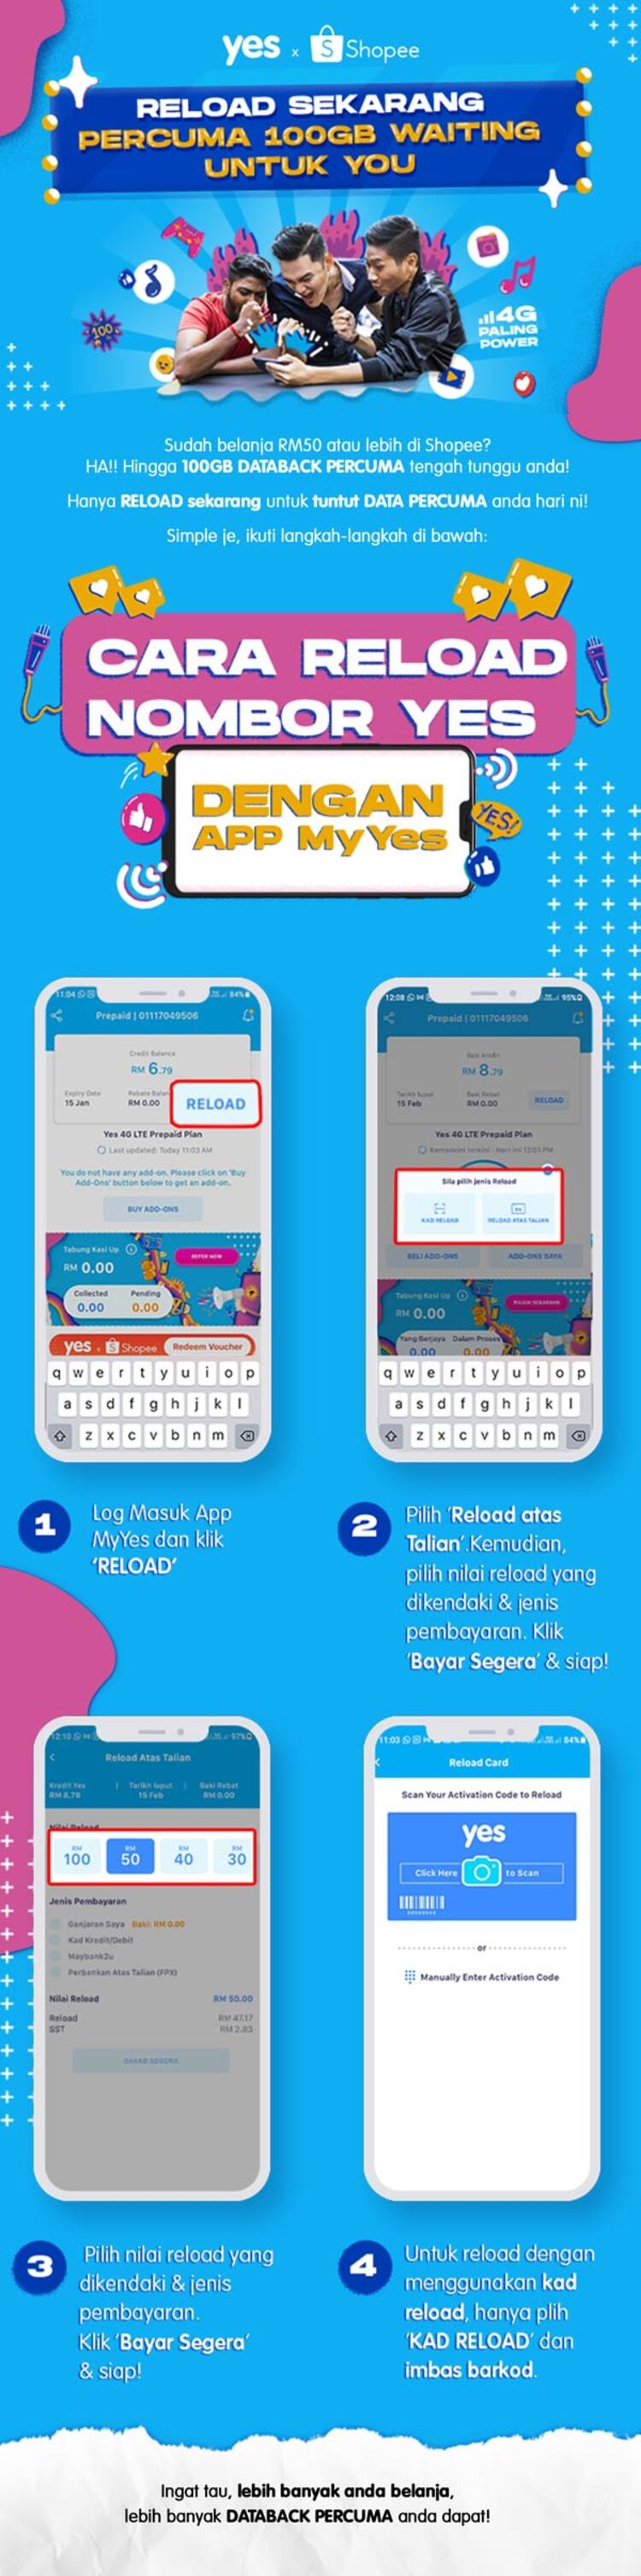 yes x Shopee
RELOAD SEKARANG
PERCUMA 100GB WAITING
UNTUK YOU
100
4G
PALING
POWER
Sudah belanja RM50 atau lebih di Shopee?
HA!! Hingga 100GB DATABACK PERCUMA tengah tunggu anda!
Hanya RELOAD sekarang untuk tuntut DATA PERCUMA anda hari ni!
Simple je, ikuti langkah-langkah di bawah:
CARA RELOAD
NOMBOR YES
DENGAN
APP MyYes
YES!
11:04 84%
Prepaid | 01117049506
Credit Balance
RM 6.79
Expiry Date
15 Jan
Rebate Balan
RM 0.00
RELOAD
Yes 4G LTE Prepaid Plan
Last updated: Today 11:03 AM
You do not have any add-on. Please click on 'Buy
Add-Ons' button below to get an add-on.
BUY ADD-ONS
Tabung Kasi Up
REFER NOW
RM 0.00
Collected Pending
0.00 0.00
yes x Shopee Redeem Voucher
q w e r t y u i o p
a s d f g h j k l
z x c v b n m
12:08 95%
Prepaid | 01117049506
Baki kredit
RM 8.79
Tarikh luput
15 Feb
Baki Rebat
RM 0.00
RELOAD
Yes 4G LTE Prepaid Plan
Kemaskini terkini : Hari ini 12:01 PM
Sila pilih jenis Reload
KAD RELOAD RELOAD ATAS TALIAN
BELI ADD-ONS ADD-ONS SAYA
Tabung Kasi Up
RM 0.00
Yang Berjaya Dalam Proses
0.00 0.00
q w e r t y u i o p
a s d f g h j k l
z x c v b n m
1
Log Masuk App
MyYes dan klik
‘RELOAD’
2
Pilih ‘Reload atas
Talian’.Kemudian,
pilih nilai reload yang
dikendaki & jenis
pembayaran. Klik
‘Bayar Segera’ & siap!
12:10 97%
Reload Atas Talian
Kredit Yes | Tarikh luput | Baki Rebat
RM 8.79 15 Feb RM 0.00
Nilai Reload
RM 100 RM 50 RM 40 RM 30
Jenis Pembayaran
Ganjaran Saya Baki: RM 0.00
Kad Kredit/Debit
Maybank2u
Perbankan Atas Talian (FPX)
Nilai Reload RM 50.00
Reload RM 47.17
SST RM 2.83
BAYAR SEGERA
11:03 84%
Reload Card
Scan Your Activation Code to Reload
yes
Click Here to Scan
or
Manually Enter Activation Code
3
Pilih nilai reload yang
dikendaki & jenis
pembayaran.
Klik ‘Bayar Segera’
& siap!
4
Untuk reload dengan
menggunakan kad
reload, hanya plih
‘KAD RELOAD’ dan
imbas barkod.
Ingat tau, lebih banyak anda belanja,
lebih banyak DATABACK PERCUMA anda dapat!